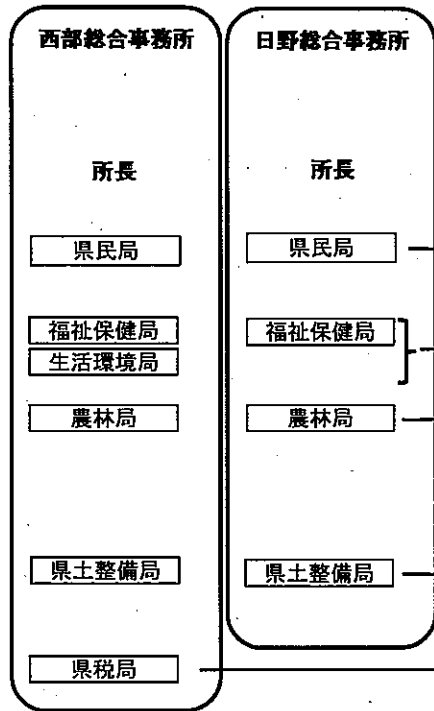 西部総合事務所
所長
県民局
福祉保健局
生活環境局
農林局
県土整備局
県税局
日野総合事務所
所長
県民局
福祉保健局
農林局
県土整備局